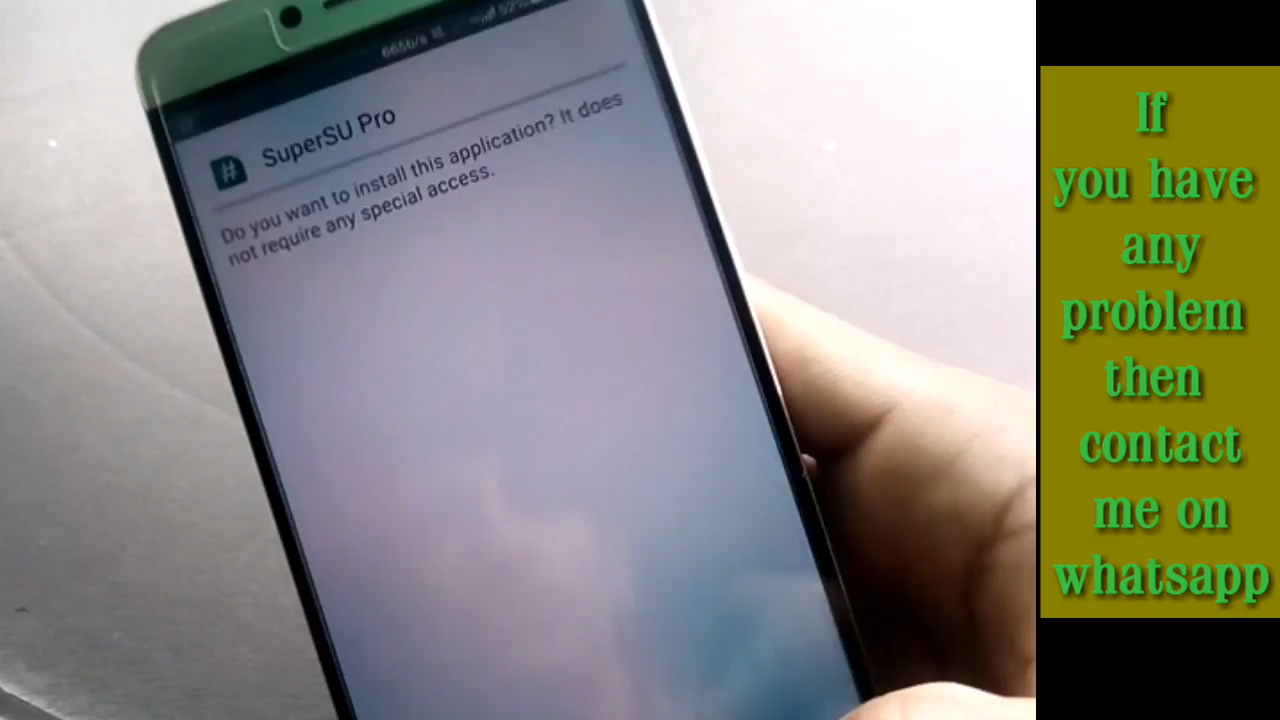 665b/s
52%
SuperSU Pro
Do you want to install this application? It does
not require any special access.
If
you have
any
problem
then
contact
me on
whatsapp